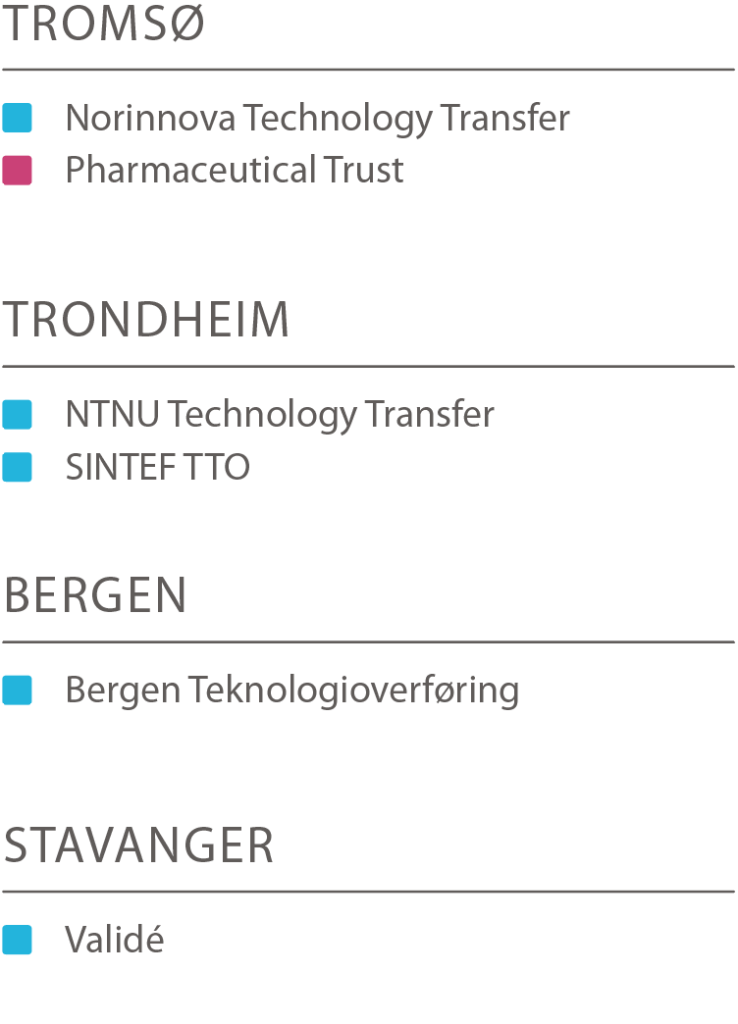 TROMSØ
Norinnova Technology Transfer
Pharmaceutical Trust
TRONDHEIM
NTNU Technology Transfer
SINTEF TTO
BERGEN
Bergen Teknologioverføring
STAVANGER
Validé